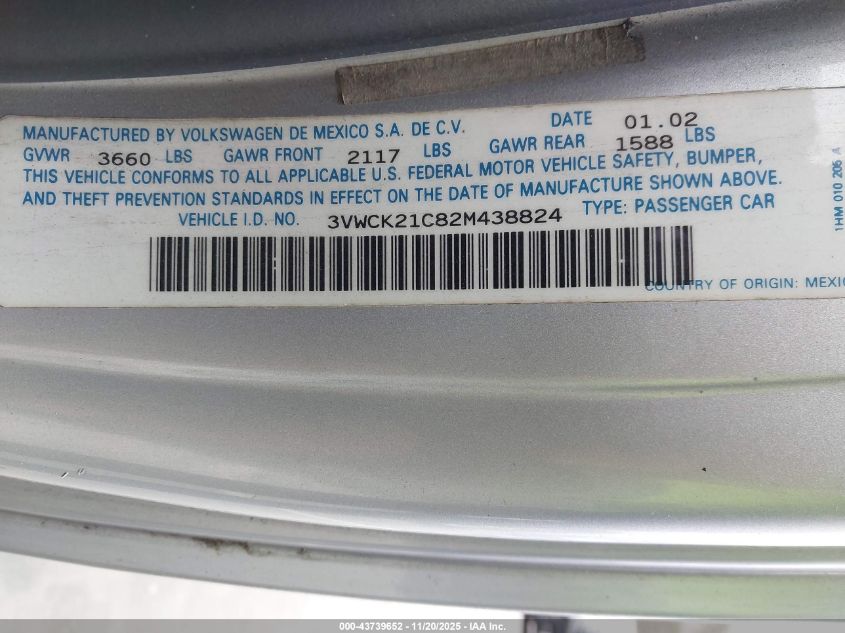 MANUFACTURED BY VOLKSWAGEN DE MEXICO S.A. DE C.V. DATE 01.02
GVWR 3660 LBS GAWR FRONT 2117 LBS GAWR REAR 1588 LBS
THIS VEHICLE CONFORMS TO ALL APPLICABLE U.S. FEDERAL MOTOR VEHICLE SAFETY, BUMPER,
AND THEFT PREVENTION STANDARDS IN EFFECT ON THE DATE OF MANUFACTURE SHOWN ABOVE.
VEHICLE I.D. NO. 3VWCK21C82M438824 TYPE: PASSENGER CAR
COUNTRY OF ORIGIN: MEXIC
1HM 010 206 A
000-43739652 - 11/20/2025 - IAA Inc.